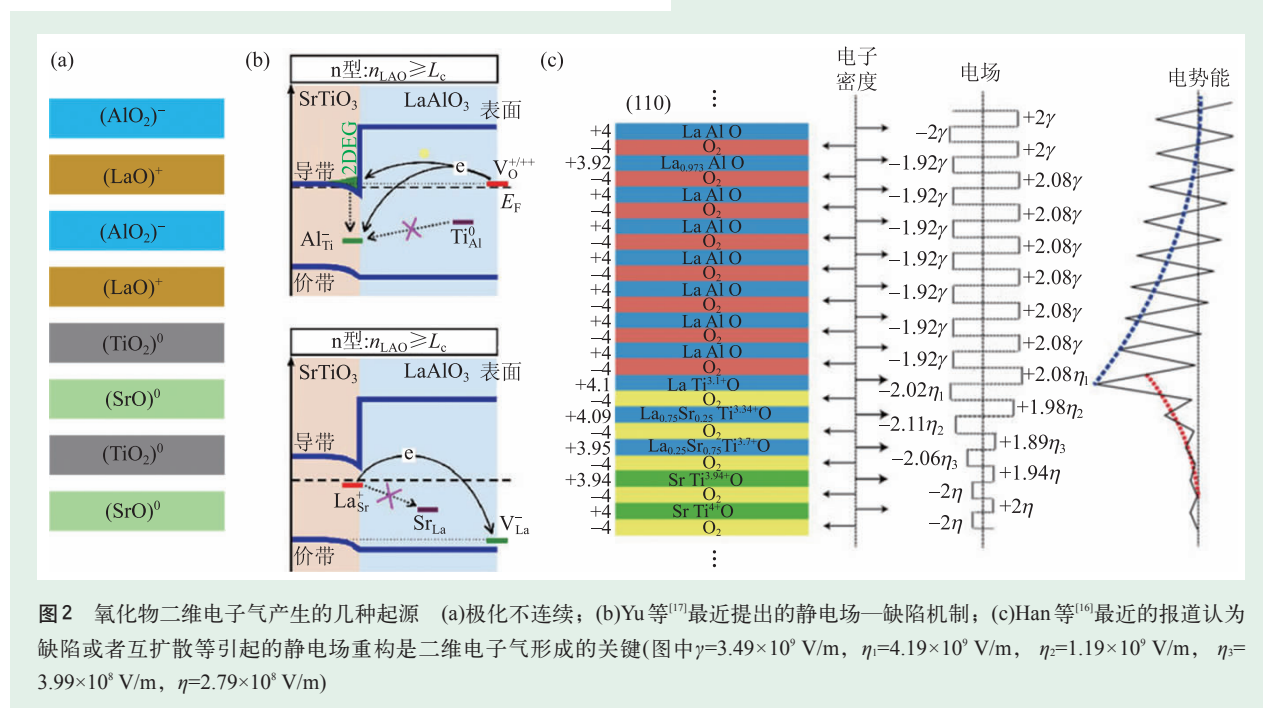 (a)
(AlO₂)⁻
(LaO)⁺
(AlO₂)⁻
(LaO)⁺
(TiO₂)⁰
(SrO)⁰
(TiO₂)⁰
(SrO)⁰
(b)
n型:n_LAO≥L_c
SrTiO₃
LaAlO₃
表面
2DEG
导带
e
V_O^+/++
E_F
Al_Ti^−
Ti_Al^0
价带
n型:n_LAO≥L_c
SrTiO₃
LaAlO₃
表面
导带
e
La_Sr^+
Sr_La
V_La^−
价带
(c)
(110)
⋮
+4 La Al O
−4 O₂
+3.92 La₀.₉₇₃ Al O
−4 O₂
+4 La Al O
−4 O₂
+4 La Al O
−4 O₂
+4 La Al O
−4 O₂
+4 La Al O
−4 O₂
+4 La Al O
−4 O₂
+4 La Al O
−4 O₂
+4.1 La Ti³·¹⁺O
−4 O₂
+4.09 La₀.₇₅Sr₀.₂₅ Ti³·³⁴⁺O
−4 O₂
+3.95 La₀.₂₅Sr₀.₇₅Ti³·⁷⁺O
−4 O₂
+3.94 Sr Ti³·⁹⁴⁺O
−4 O₂
+4 Sr Ti⁴⁺O
−4 O₂
⋮
电子
密度
电场
+2γ
−2γ
+2γ
−1.92γ
+2.08γ
−1.92γ
+2.08γ
−1.92γ
+2.08γ
−1.92γ
+2.08γ
−1.92γ
+2.08γ
−1.92γ
+2.08γ
−1.92γ
+2.08η₁
−2.02η₁
+1.98η₂
−2.11η₂
+1.89η₃
−2.06η₃
+1.94η
−2η
+2η
−2η
电势能
图2 氧化物二维电子气产生的几种起源 (a)极化不连续；(b)Yu等[17]最近提出的静电场—缺陷机制；(c)Han等[16]最近的报道认为
缺陷或者互扩散等引起的静电场重构是二维电子气形成的关键(图中γ=3.49×10⁹ V/m，η₁=4.19×10⁹ V/m， η₂=1.19×10⁹ V/m， η₃=
3.99×10⁸ V/m，η=2.79×10⁸ V/m)